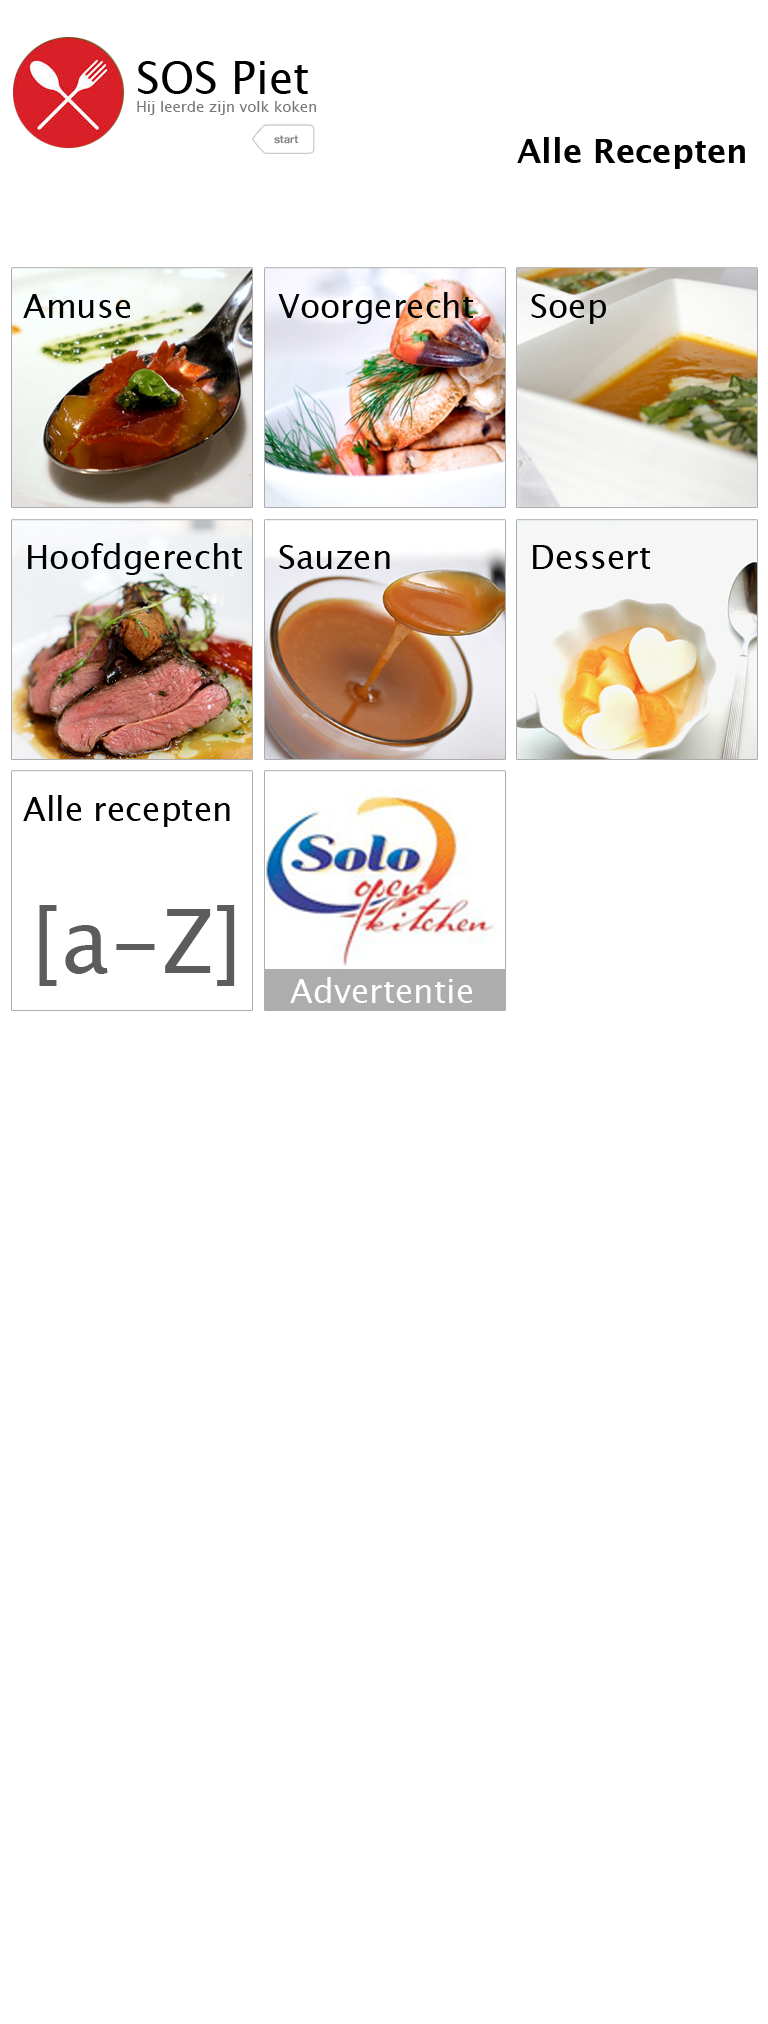 SOS Piet
Hij leerde zijn volk koken
start
Alle Recepten
Amuse
Voorgerecht
Soep
Hoofdgerecht
Sauzen
Dessert
Alle recepten
[a-Z]
Solo
open
kitchen
Advertentie